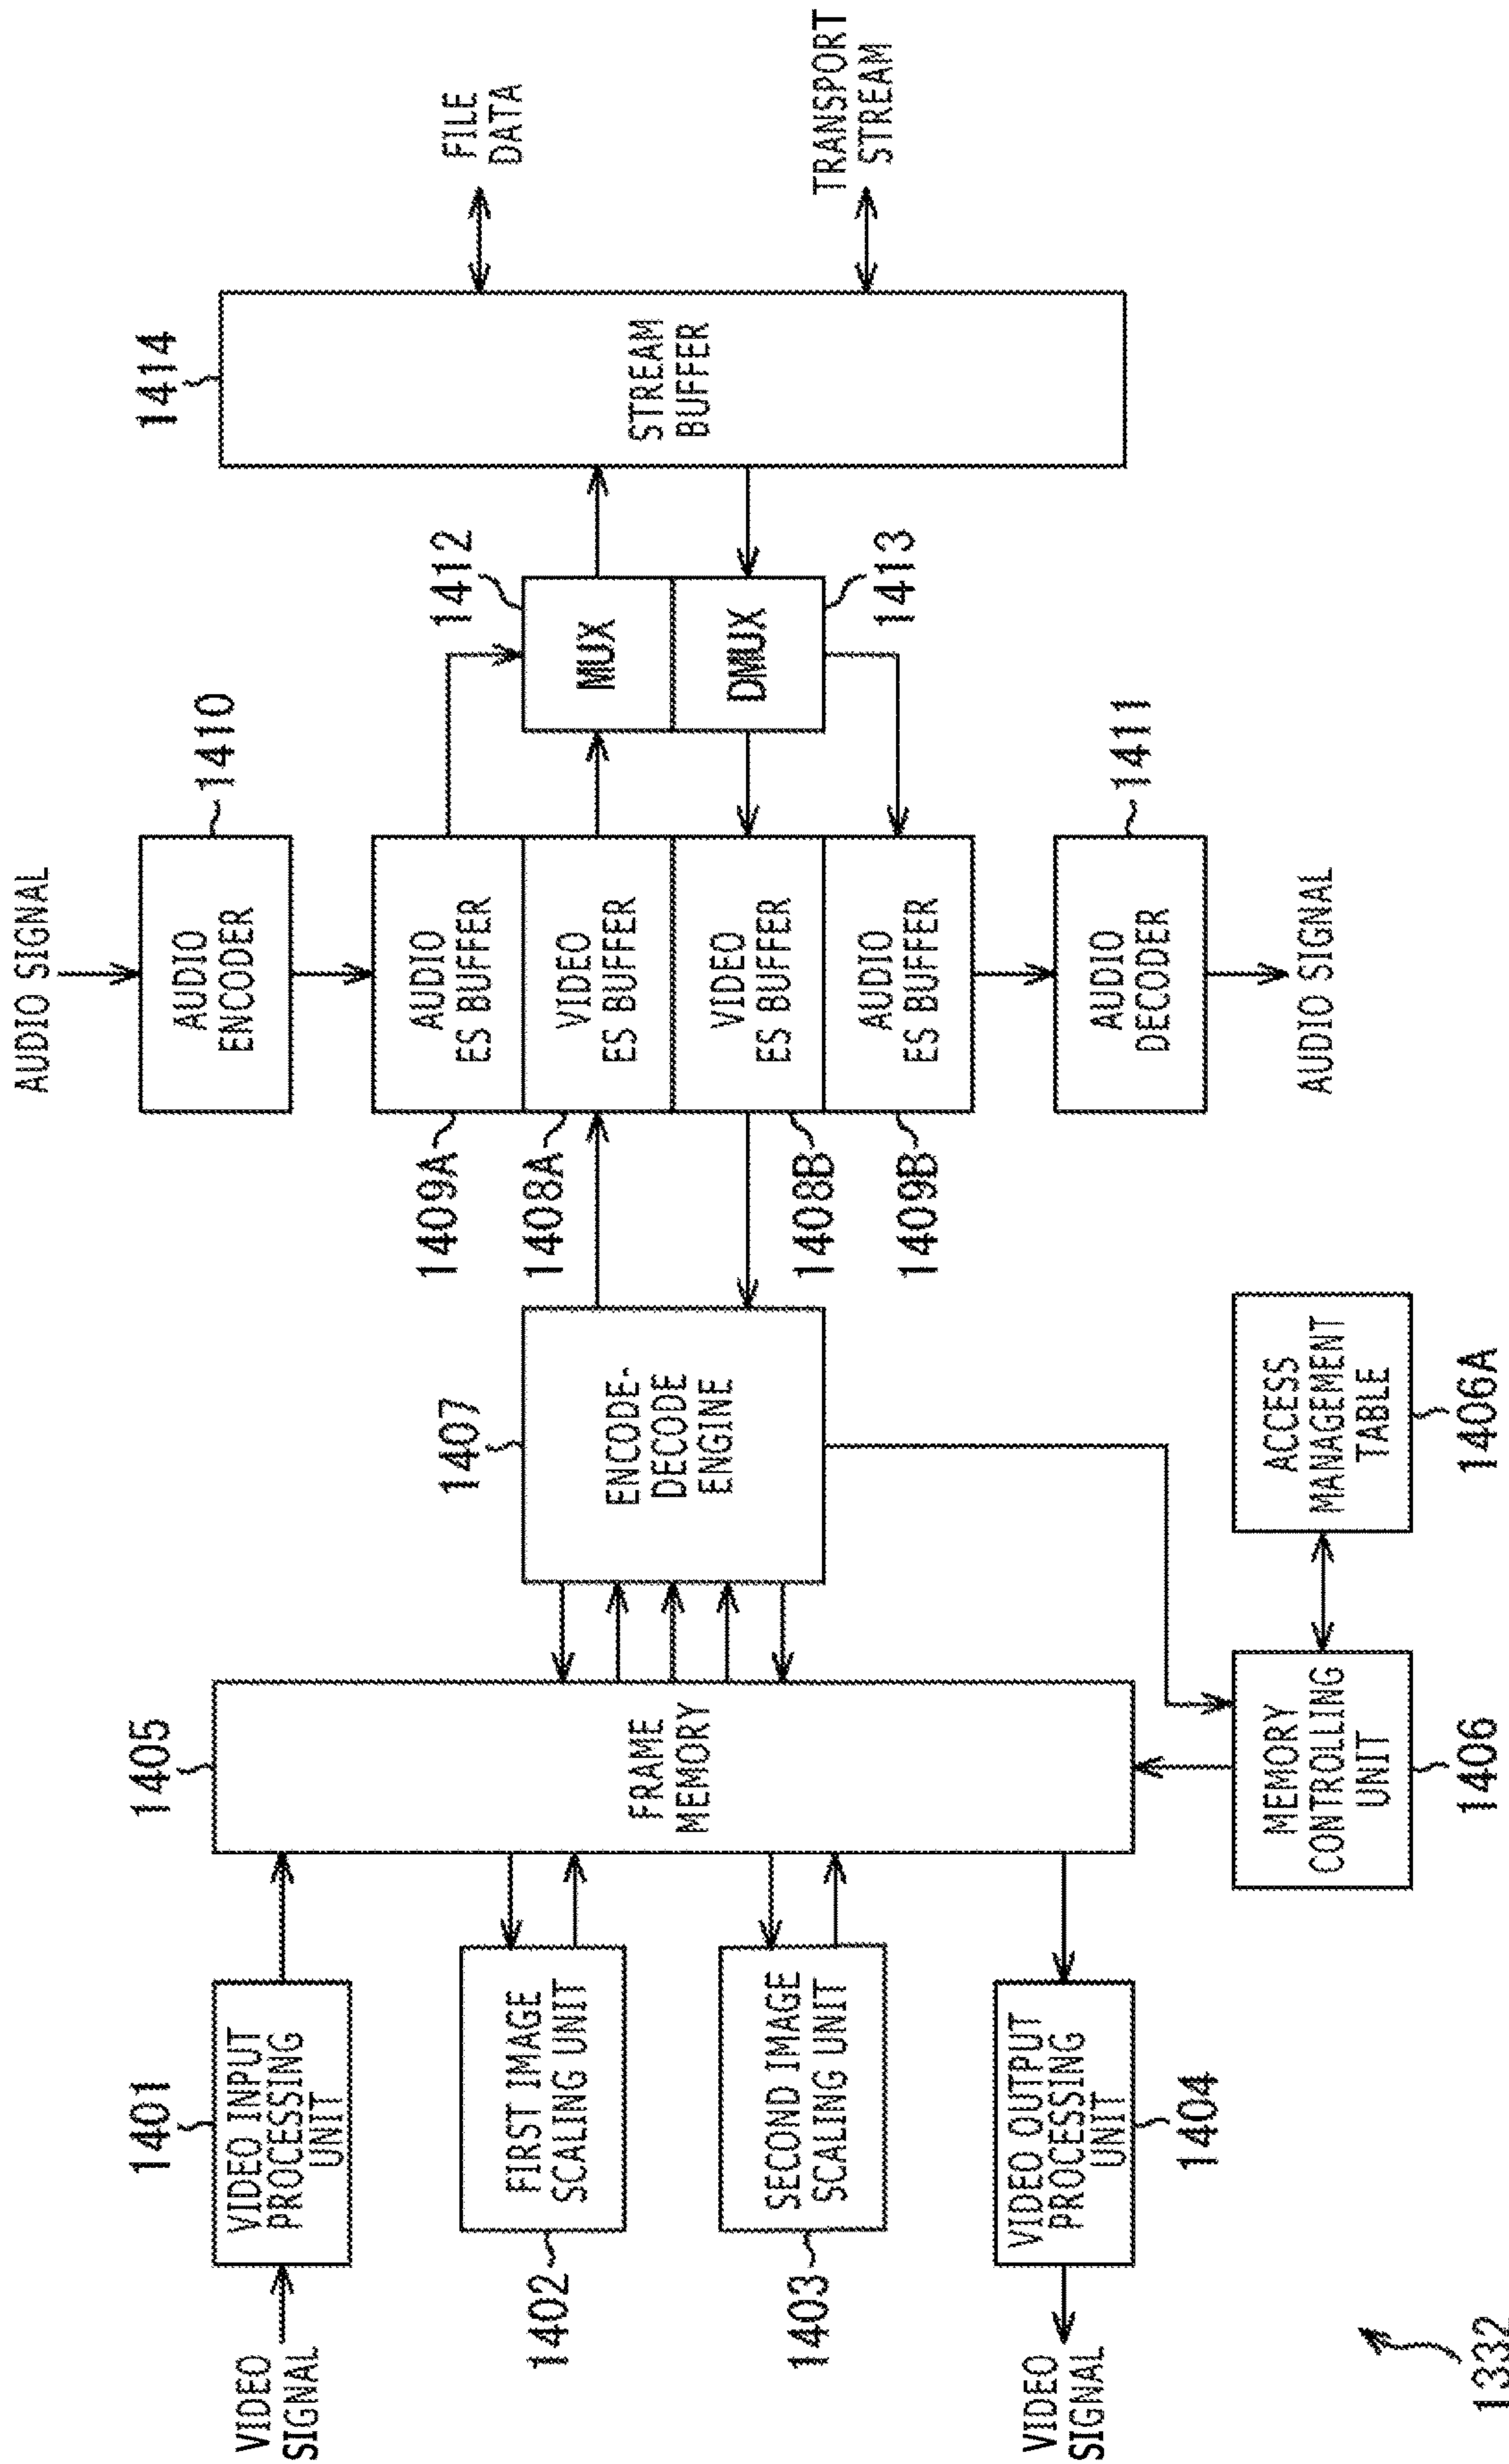 AUDIO SIGNAL
1410
AUDIO
ENCODER
1414
STREAM
BUFFER
FILE
DATA
TRANSPORT
STREAM
1412
MUX
DMUX
1413
1409A
AUDIO
ES BUFFER
1408A
VIDEO
ES BUFFER
1408B
VIDEO
ES BUFFER
1409B
AUDIO
ES BUFFER
1411
AUDIO
DECODER
AUDIO SIGNAL
1407
ENCODE-
DECODE
ENGINE
1405
FRAME
MEMORY
1401
VIDEO INPUT
PROCESSING
UNIT
VIDEO
SIGNAL
1402
FIRST IMAGE
SCALING UNIT
1403
SECOND IMAGE
SCALING UNIT
1404
VIDEO OUTPUT
PROCESSING
UNIT
VIDEO
SIGNAL
MEMORY
CONTROLLING
UNIT
1406
ACCESS
MANAGEMENT
TABLE
1406A
1332